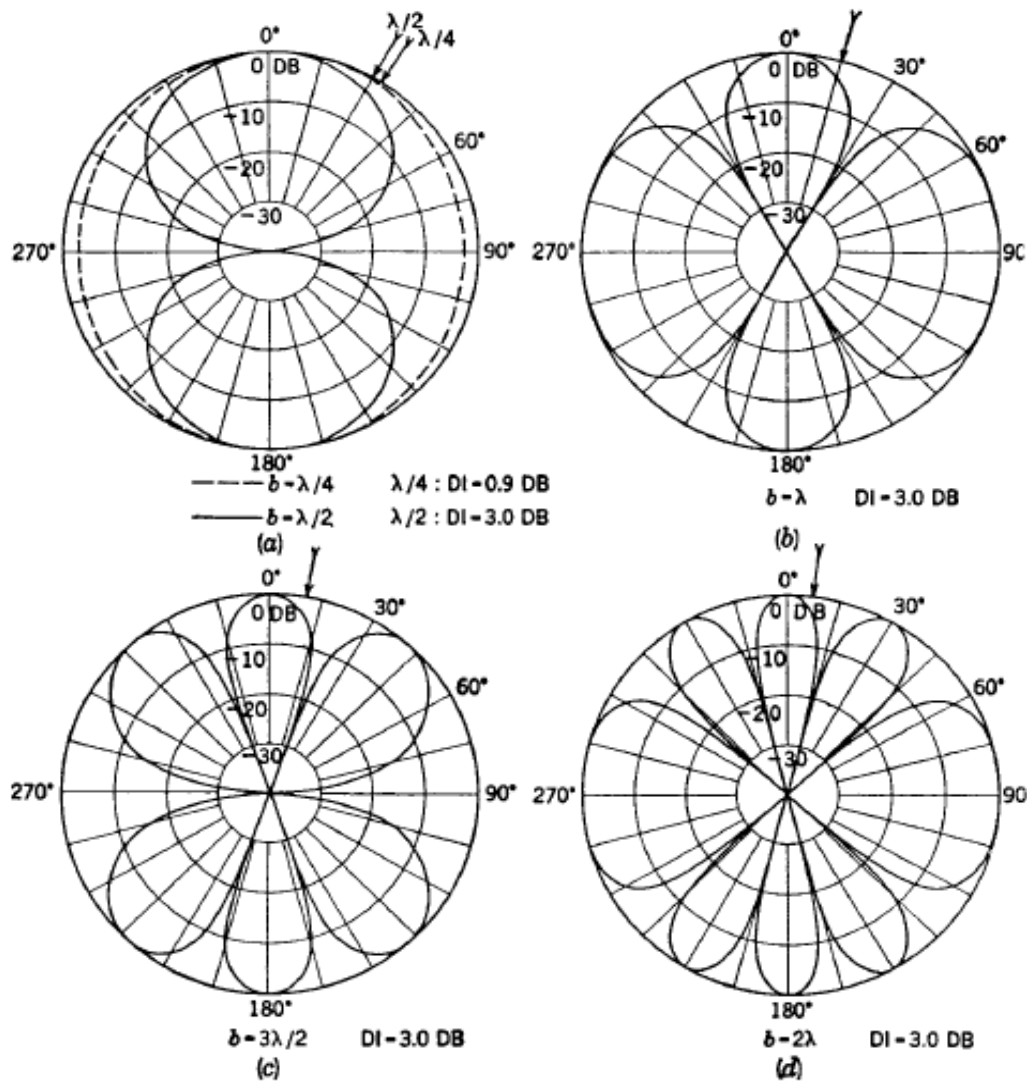 λ/2
λ/4
0°
0 DB
-10
-20
-30
60°
90°
270°
180°
b=λ/4 λ/4 : DI=0.9 DB
b=λ/2 λ/2 : DI=3.0 DB
(a)
Y
0°
0 DB
30°
-10
60°
-20
-30
270°
90
180°
b=λ DI=3.0 DB
(b)
Y
0°
0 DB
30°
-10
60°
-20
-30
270°
90°
180°
b=3λ/2 DI=3.0 DB
(c)
Y
0°
0 DB
30°
-10
60°
-20
-30
270°
90°
180°
b=2λ DI=3.0 DB
(d)